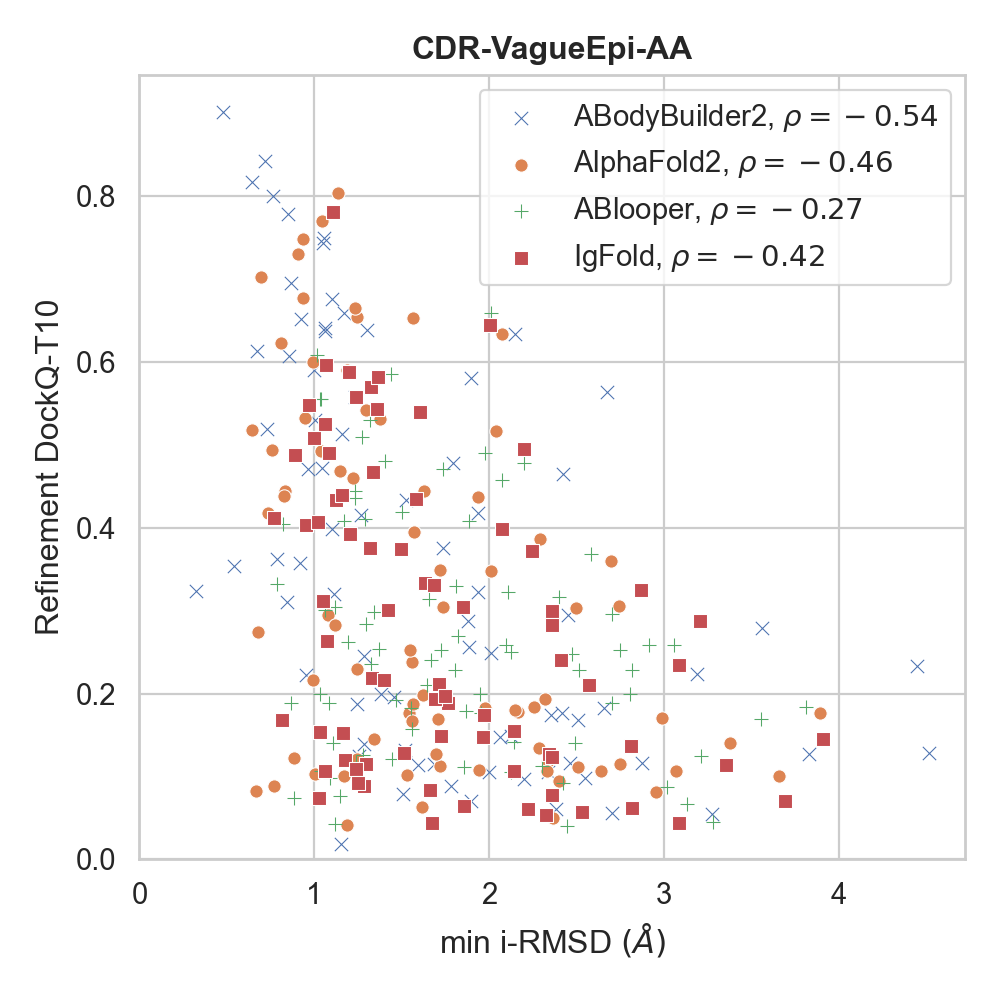 CDR-VagueEpi-AA
ABodyBuilder2, ρ = −0.54
AlphaFold2, ρ = −0.46
ABlooper, ρ = −0.27
IgFold, ρ = −0.42
Refinement DockQ-T10
0.8
0.6
0.4
0.2
0.0
0 1 2 3 4
min i-RMSD (Å)